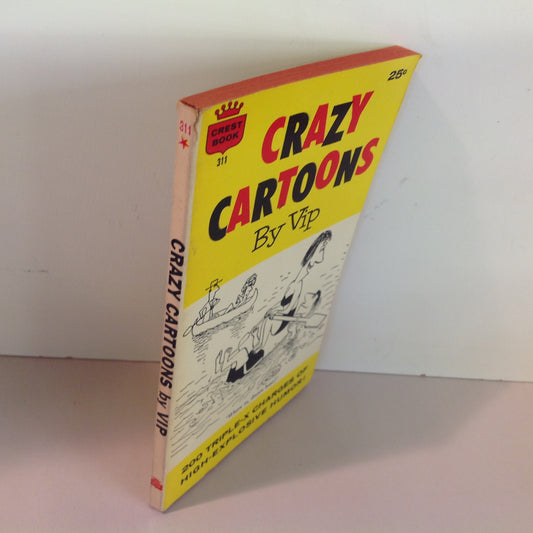 311
CRAZY CARTOONS by VIP
CREST
BOOK
311
25¢
CRAZY
CARTOONS
By Vip
200 TRIPLE-X CHARGES OF
HIGH-EXPLOSIVE HUMOR!